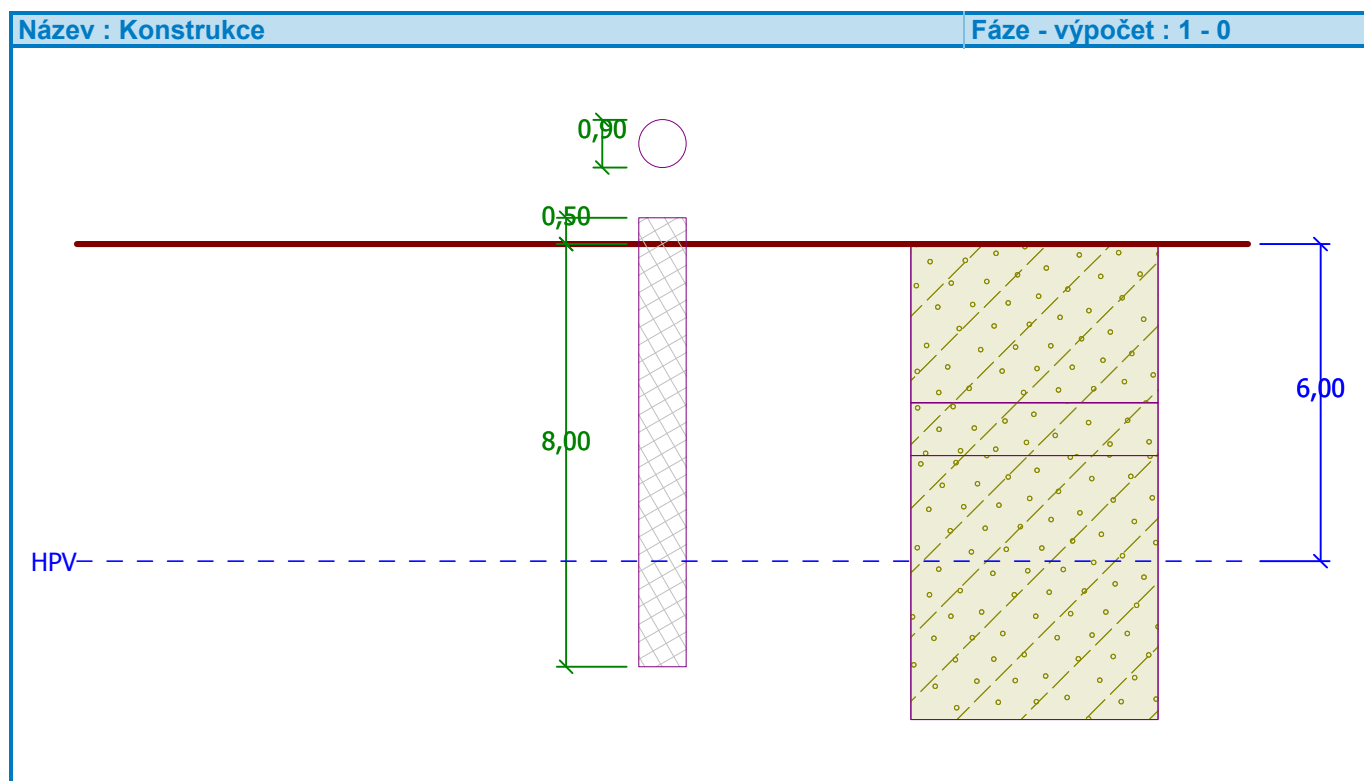 Název : Konstrukce
Fáze - výpočet : 1 - 0
0,90
0,50
6,00
8,00
HPV